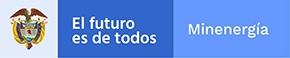 El futuro
es de todos
Minenergía